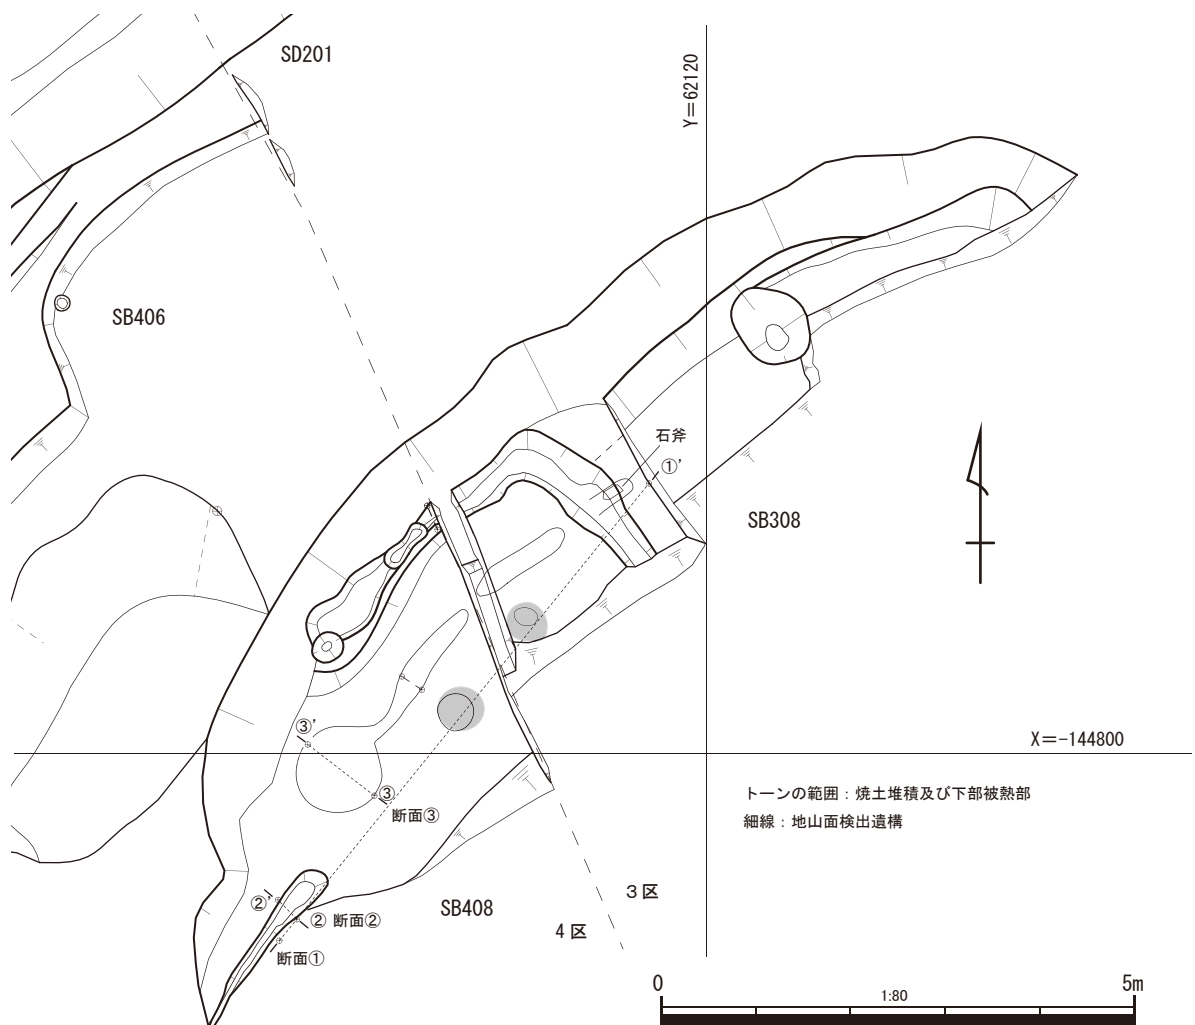 SD201
Y＝62120
SB406
石斧
①’
SB308
③’
X＝-144800
③
断面③
トーンの範囲：焼土堆積及び下部被熱部
細線：地山面検出遺構
②’
② 断面②
断面①
SB408
3区
4区
0
1:80
5m